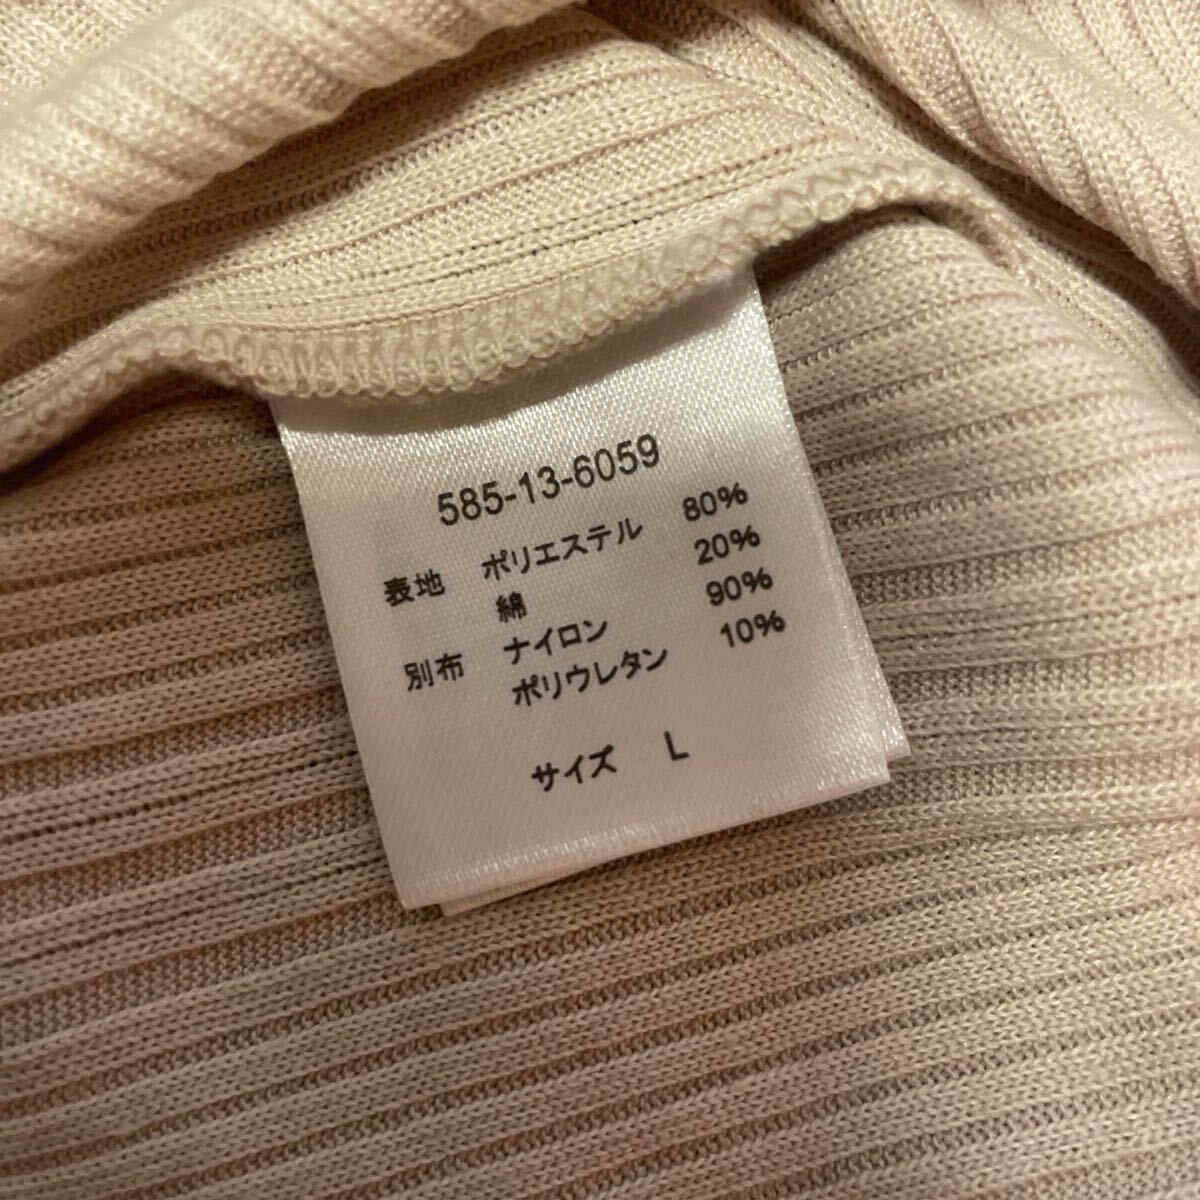 585-13-6059
表地 ポリエステル 80%
綿 20%
別布 ナイロン 90%
ポリウレタン 10%
サイズ L